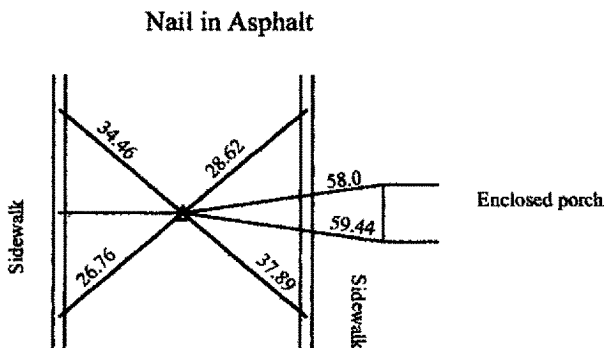 Nail in Asphalt
34.46
28.62
58.0
Enclosed porch
59.44
Sidewalk
26.76
37.89
Sidewalk